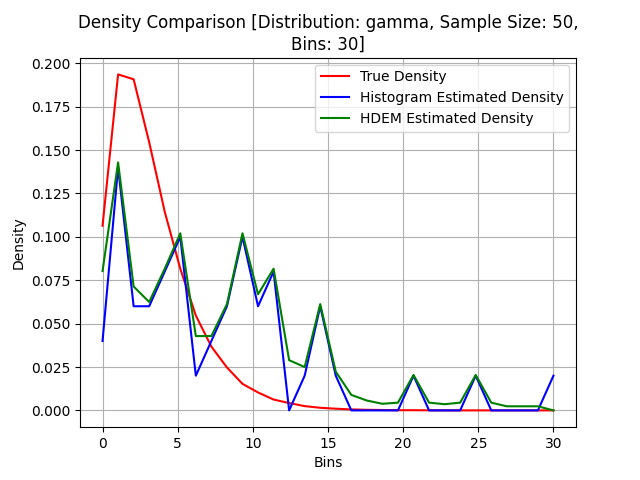 Density Comparison [Distribution: gamma, Sample Size: 50,
Bins: 30]
True Density
Histogram Estimated Density
HDEM Estimated Density
0.200
0.175
0.150
0.125
0.100
0.075
0.050
0.025
0.000
Density
0 5 10 15 20 25 30
Bins